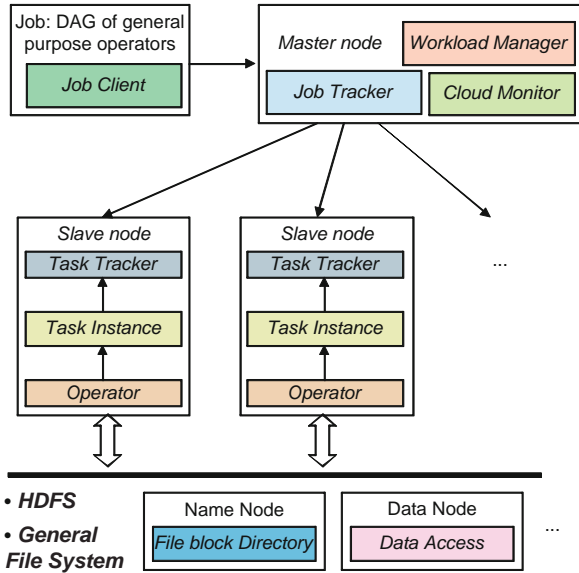 Job: DAG of general
purpose operators
Job Client
Master node
Workload Manager
Job Tracker
Cloud Monitor
Slave node
Task Tracker
Task Instance
Operator
Slave node
Task Tracker
Task Instance
Operator
...
• HDFS
• General
File System
Name Node
File block Directory
Data Node
Data Access
...